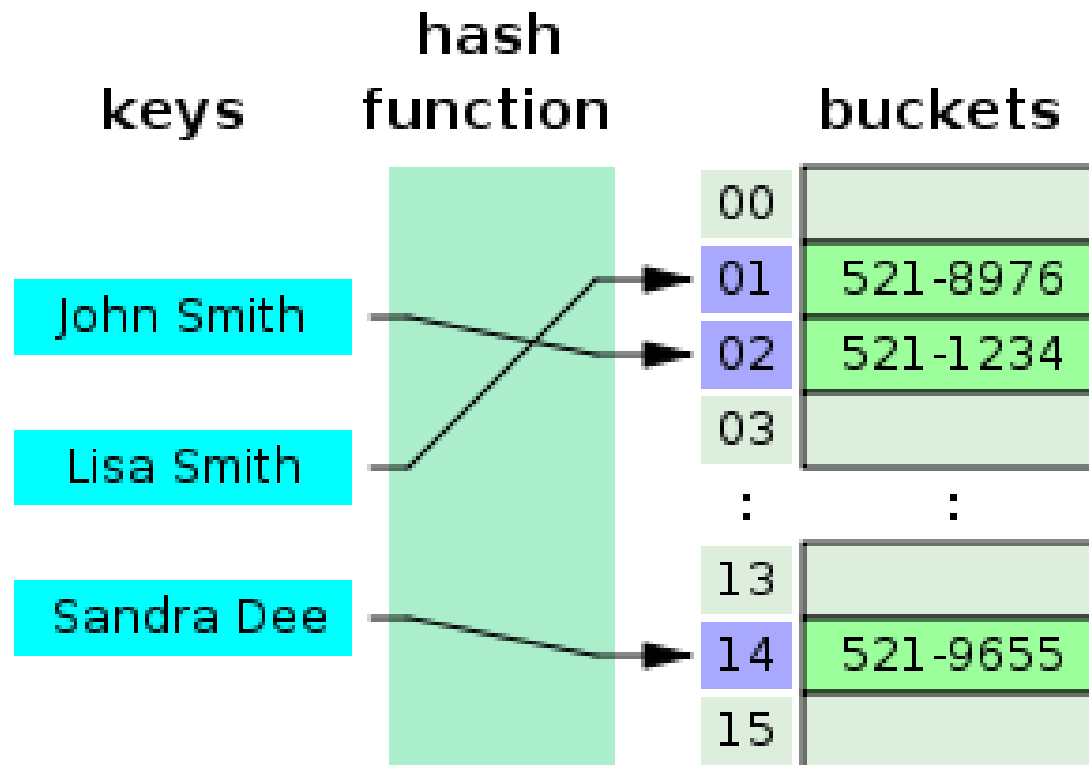 hash
keys function buckets
00
01 521-8976
John Smith
02 521-1234
03
Lisa Smith
: :
13
Sandra Dee
14 521-9655
15